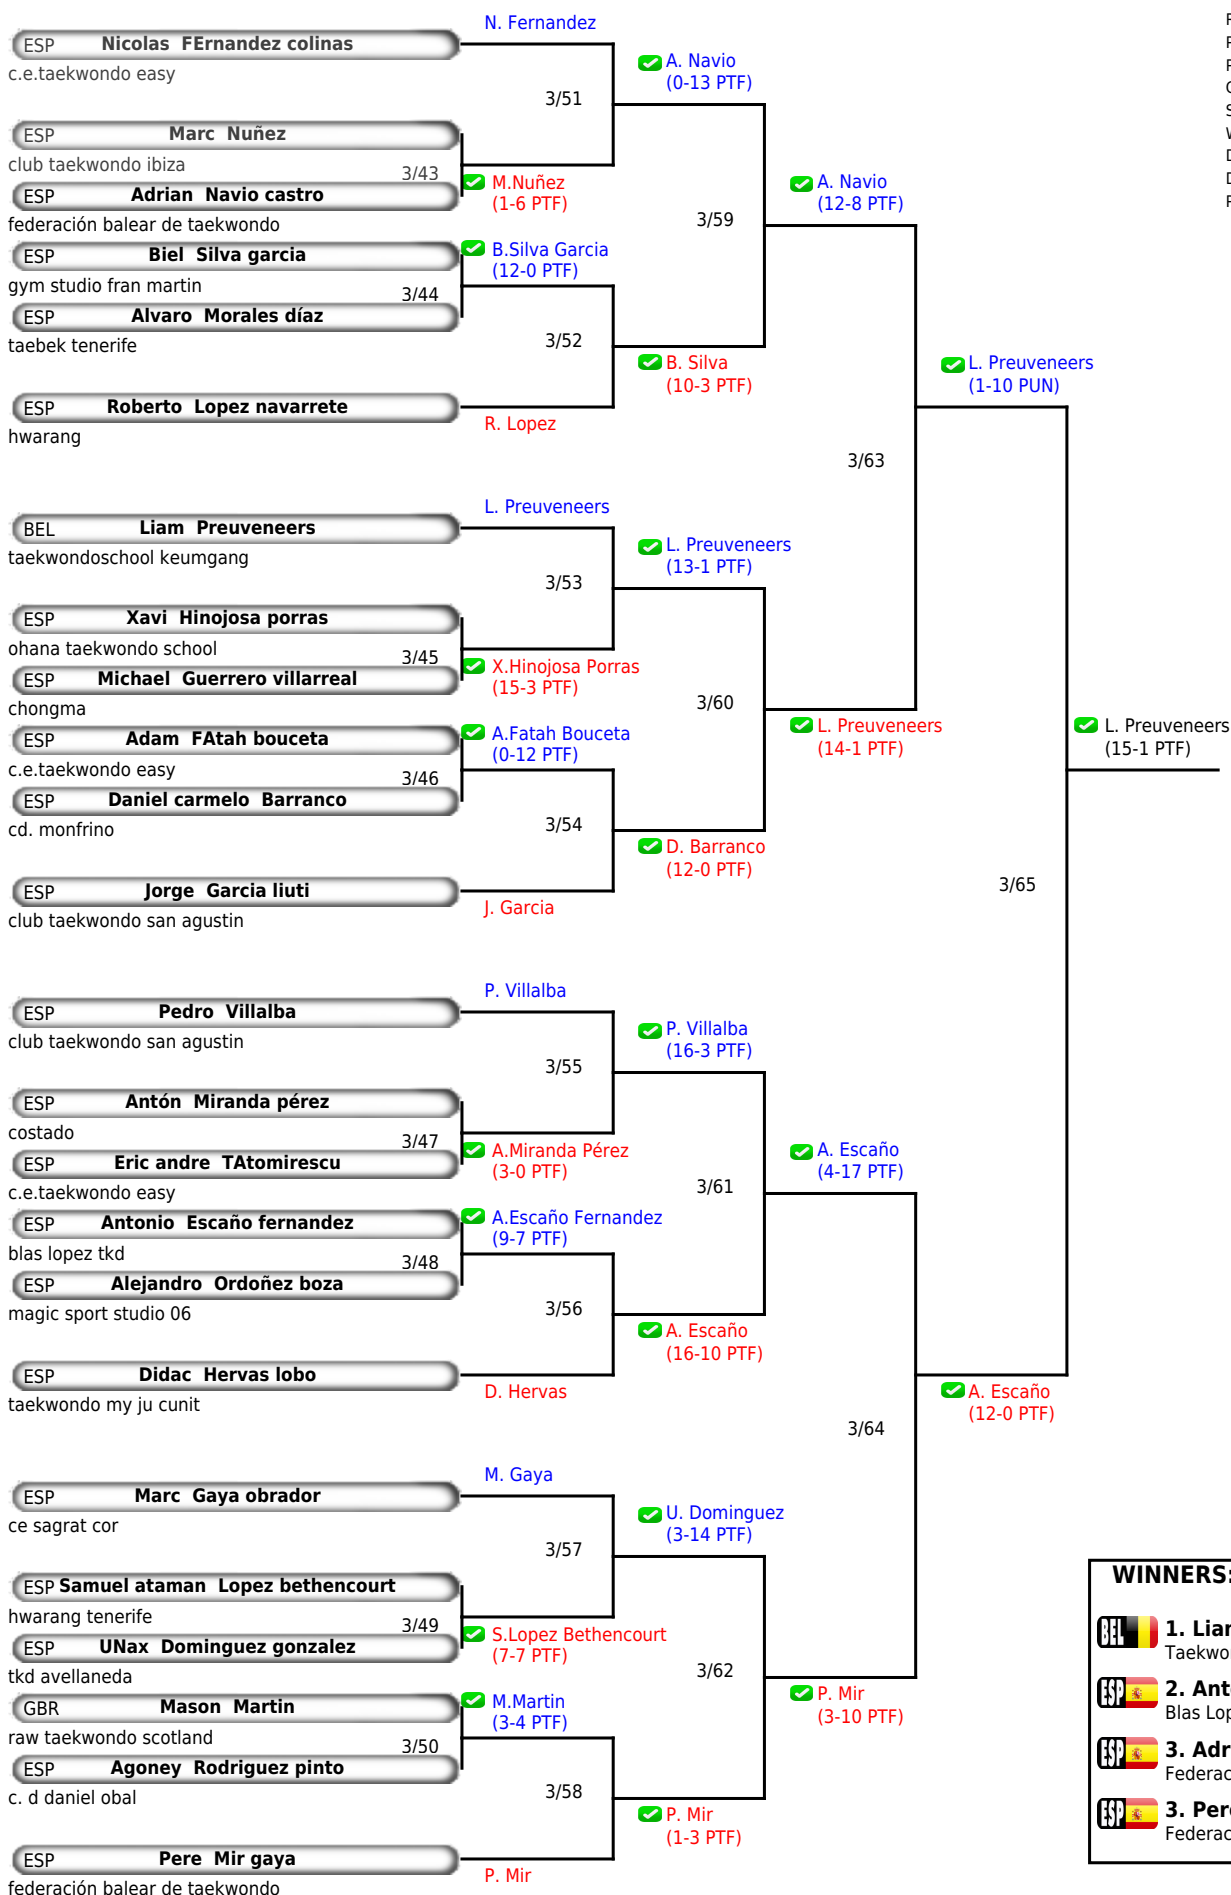 N. Fernandez
ESP Nicolas FErnandez colinas
c.e.taekwondo easy
A. Navio
(0-13 PTF)
3/51
ESP Marc Nuñez
club taekwondo ibiza
3/43
M.Nuñez
(1-6 PTF)
ESP Adrian Navio castro
federación balear de taekwondo
A. Navio
(12-8 PTF)
3/59
ESP Biel Silva garcia
gym studio fran martin
B.Silva Garcia
(12-0 PTF)
3/44
ESP Alvaro Morales díaz
taebek tenerife
3/52
B. Silva
(10-3 PTF)
ESP Roberto Lopez navarrete
hwarang
R. Lopez
L. Preuveneers
(1-10 PUN)
3/63
L. Preuveneers
ESP
BEL Liam Preuveneers
taekwondoschool keumgang
L. Preuveneers
(13-1 PTF)
3/53
ESP Xavi Hinojosa porras
ohana taekwondo school
3/45
X.Hinojosa Porras
(15-3 PTF)
ESP Michael Guerrero villarreal
chongma
3/60
ESP Adam FAtah bouceta
c.e.taekwondo easy
A.Fatah Bouceta
(0-12 PTF)
3/46
L. Preuveneers
(14-1 PTF)
L. Preuveneers
(15-1 PTF)
ESP Daniel carmelo Barranco
cd. monfrino
3/54
D. Barranco
(12-0 PTF)
ESP Jorge Garcia liuti
club taekwondo san agustin
J. Garcia
3/65
P. Villalba
ESP Pedro Villalba
club taekwondo san agustin
P. Villalba
(16-3 PTF)
3/55
ESP Antón Miranda pérez
costado
3/47
A.Miranda Pérez
(3-0 PTF)
ESP Eric andre TAtomirescu
c.e.taekwondo easy
A. Escaño
(4-17 PTF)
3/61
ESP Antonio Escaño fernandez
blas lopez tkd
A.Escaño Fernandez
(9-7 PTF)
3/48
ESP Alejandro Ordoñez boza
magic sport studio 06
3/56
A. Escaño
(16-10 PTF)
ESP Didac Hervas lobo
taekwondo my ju cunit
D. Hervas
A. Escaño
(12-0 PTF)
3/64
M. Gaya
ESP Marc Gaya obrador
ce sagrat cor
U. Dominguez
(3-14 PTF)
3/57
ESP Samuel ataman Lopez bethencourt
hwarang tenerife
3/49
S.Lopez Bethencourt
(7-7 PTF)
ESP UNax Dominguez gonzalez
tkd avellaneda
3/62
GBR Mason Martin
raw taekwondo scotland
M.Martin
(3-4 PTF)
3/50
P. Mir
(3-10 PTF)
ESP Agoney Rodriguez pinto
c. d daniel obal
3/58
P. Mir
(1-3 PTF)
ESP Pere Mir gaya
federación balear de taekwondo
P. Mir
WINNERS:
BEL 1. Liam
Taekwo
ESP 2. Ant
Blas Lop
ESP 3. Adr
Federac
ESP 3. Per
Federac